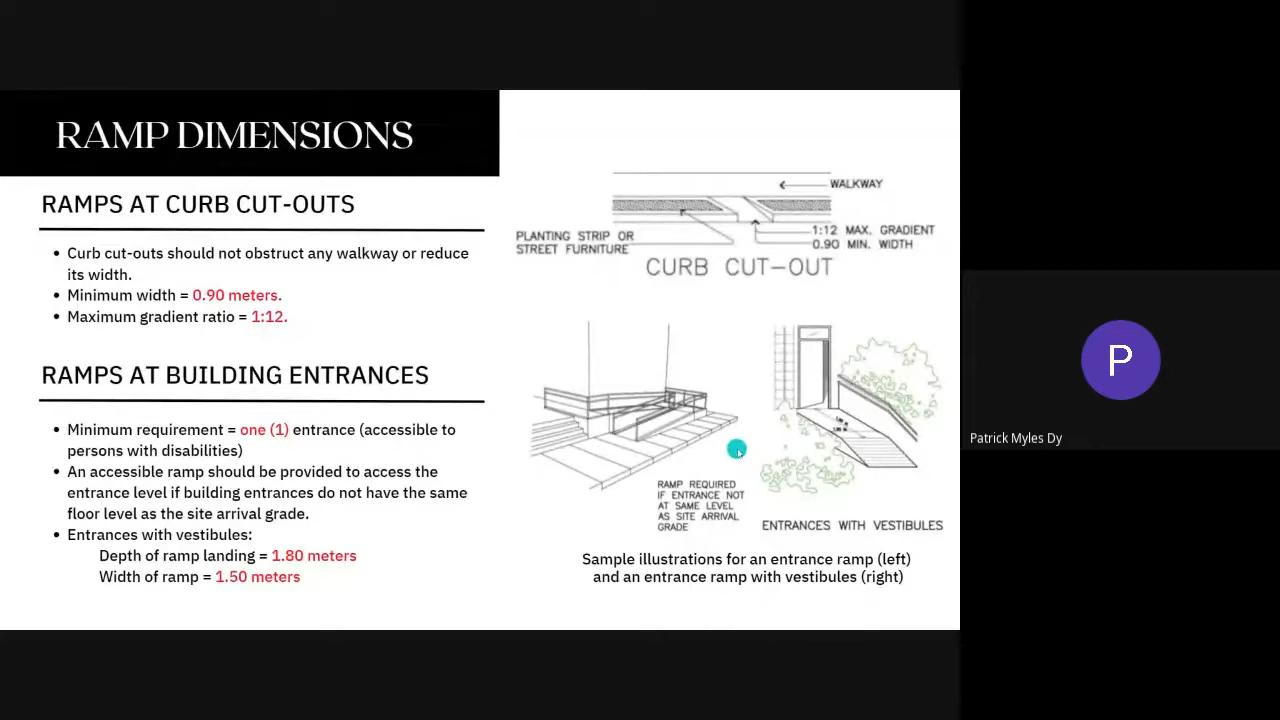 RAMP DIMENSIONS
RAMPS AT CURB CUT-OUTS
• Curb cut-outs should not obstruct any walkway or reduce
its width.
• Minimum width = 0.90 meters.
• Maximum gradient ratio = 1:12.
RAMPS AT BUILDING ENTRANCES
• Minimum requirement = one (1) entrance (accessible to
persons with disabilities)
• An accessible ramp should be provided to access the
entrance level if building entrances do not have the same
floor level as the site arrival grade.
• Entrances with vestibules:
Depth of ramp landing = 1.80 meters
Width of ramp = 1.50 meters
WALKWAY
PLANTING STRIP OR
STREET FURNITURE
1:12 MAX. GRADIENT
0.90 MIN. WIDTH
CURB CUT-OUT
RAMP REQUIRED
IF ENTRANCE NOT
AT SAME LEVEL
AS SITE ARRIVAL
GRADE
ENTRANCES WITH VESTIBULES
Sample illustrations for an entrance ramp (left)
and an entrance ramp with vestibules (right)
P
Patrick Myles Dy